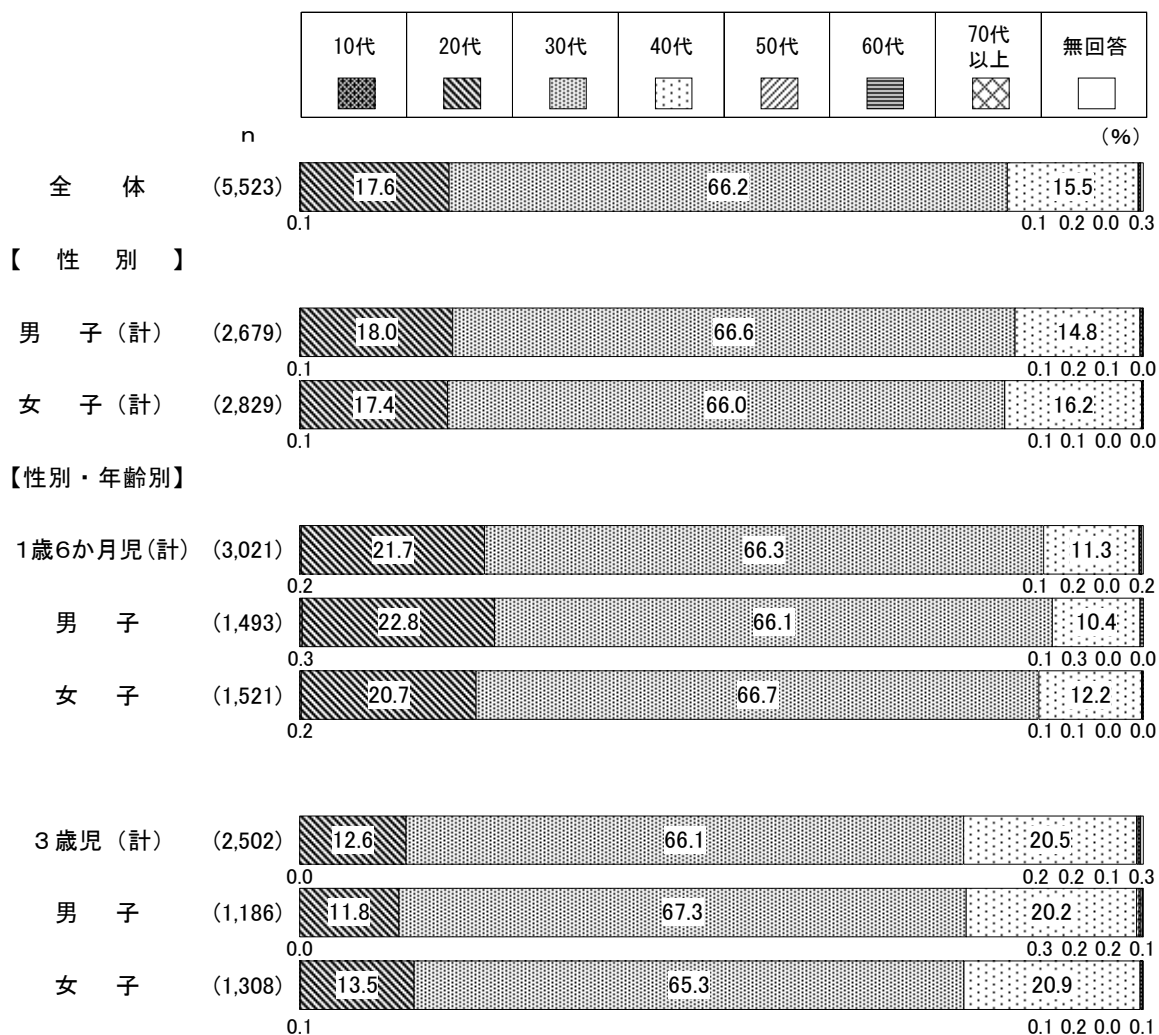 10代 20代 30代 40代 50代 60代 70代以上 無回答
n (%)
全 体 (5,523) 17.6 66.2 15.5
0.1 0.1 0.2 0.0 0.3
【 性 別 】
男 子（計） (2,679) 18.0 66.6 14.8
0.1 0.1 0.2 0.1 0.0
女 子（計） (2,829) 17.4 66.0 16.2
0.1 0.1 0.1 0.0 0.0
【性別・年齢別】
1歳6か月児（計） (3,021) 21.7 66.3 11.3
0.2 0.1 0.2 0.0 0.2
男 子 (1,493) 22.8 66.1 10.4
0.3 0.1 0.3 0.0 0.0
女 子 (1,521) 20.7 66.7 12.2
0.2 0.1 0.1 0.0 0.0
3歳児（計） (2,502) 12.6 66.1 20.5
0.0 0.2 0.2 0.1 0.3
男 子 (1,186) 11.8 67.3 20.2
0.0 0.3 0.2 0.2 0.1
女 子 (1,308) 13.5 65.3 20.9
0.1 0.1 0.2 0.0 0.1